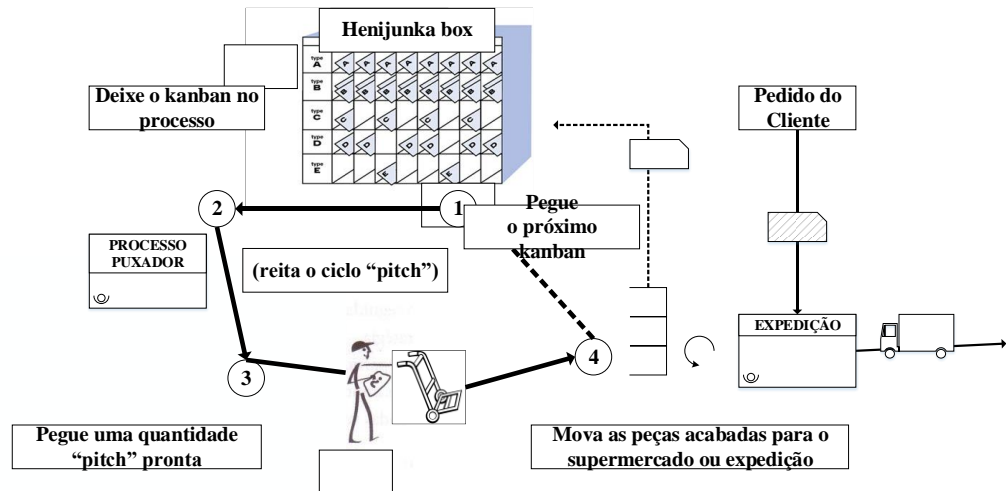 Henijunka box
type
A
A A A A A A A A
type
B
B B B B B B B B
type
C
C C C C
type
D
D D D D D D
type
E
E E
Deixe o kanban no
processo
Pedido do
Cliente
2
1
Pegue
o próximo
kanban
PROCESSO
PUXADOR
(reita o ciclo “pitch”)
EXPEDIÇÃO
3
4
Pegue uma quantidade
“pitch” pronta
Mova as peças acabadas para o
supermercado ou expedição